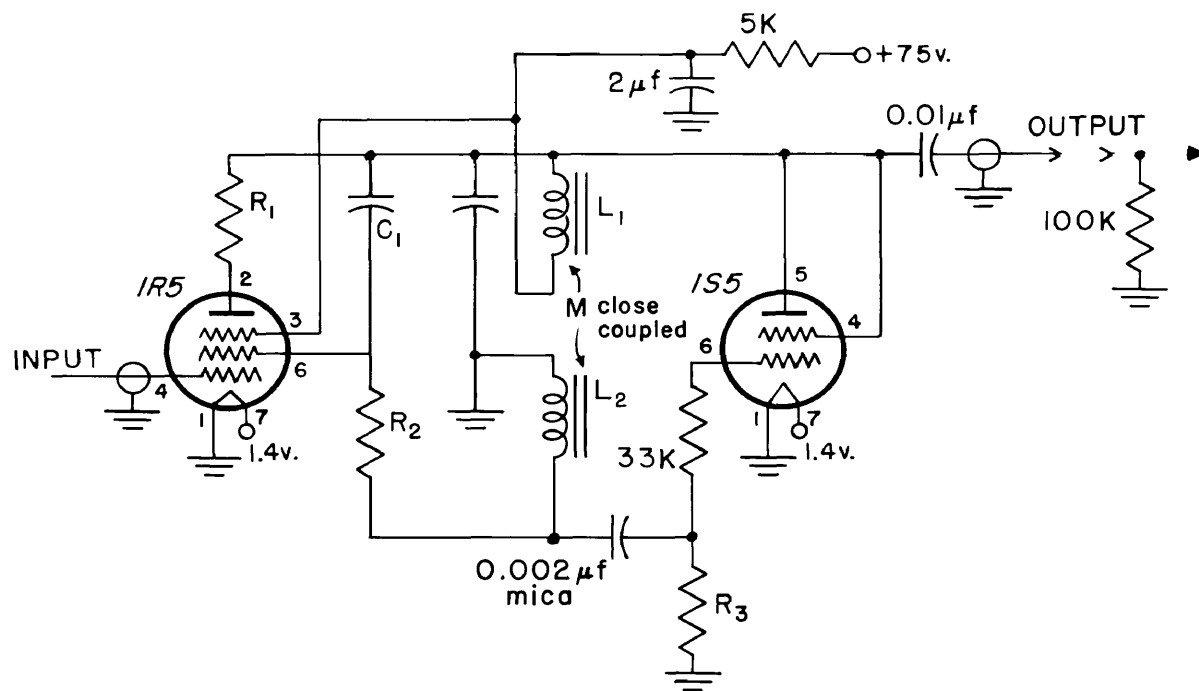 5K
+75v.
2μf
0.01μf
OUTPUT
R1
C1
L1
100K
1R5
2
1S5
5
3
M close
coupled
4
INPUT
6
6
4
L2
1
7
R2
1
7
1.4v.
33K
1.4v.
0.002μf
mica
R3